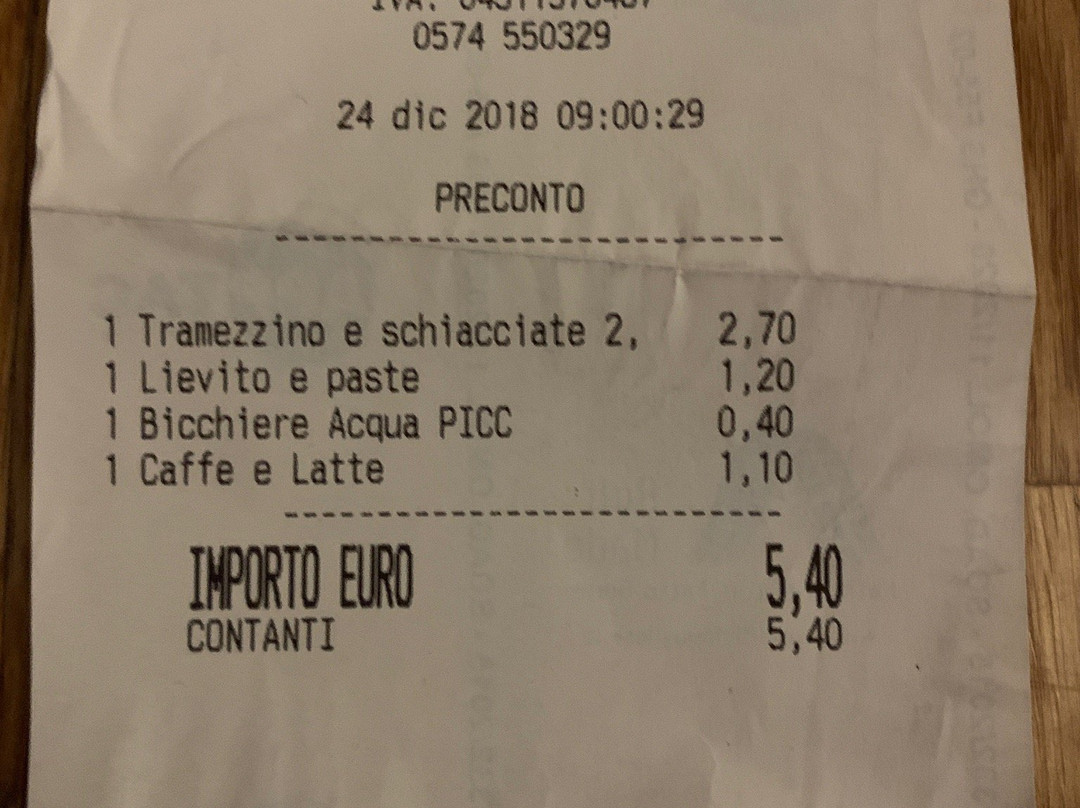 0574 550329
24 dic 2018 09:00:29
PRECONTO
---------------------------
1 Tramezzino e schiacciate 2, 2,70
1 Lievito e paste 1,20
1 Bicchiere Acqua PICC 0,40
1 Caffe e Latte 1,10
---------------------------
IMPORTO EURO 5,40
CONTANTI 5,40